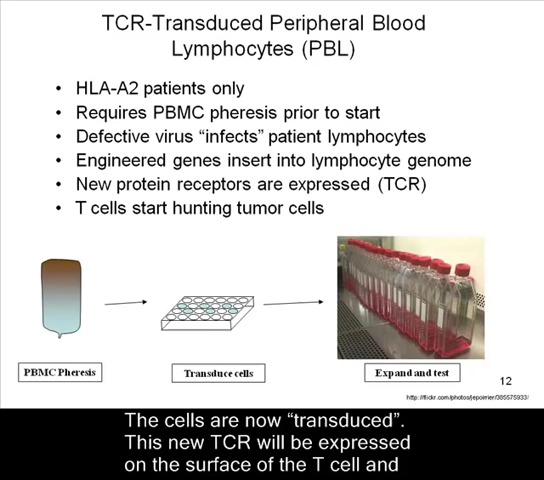 TCR-Transduced Peripheral Blood
Lymphocytes (PBL)
• HLA-A2 patients only
• Requires PBMC pheresis prior to start
• Defective virus “infects” patient lymphocytes
• Engineered genes insert into lymphocyte genome
• New protein receptors are expressed (TCR)
• T cells start hunting tumor cells
PBMC Pheresis
Transduce cells
Expand and test
12
http://flickr.com/photos/jepoirrier/385575933/
The cells are now “transduced”.
This new TCR will be expressed
on the surface of the T cell and